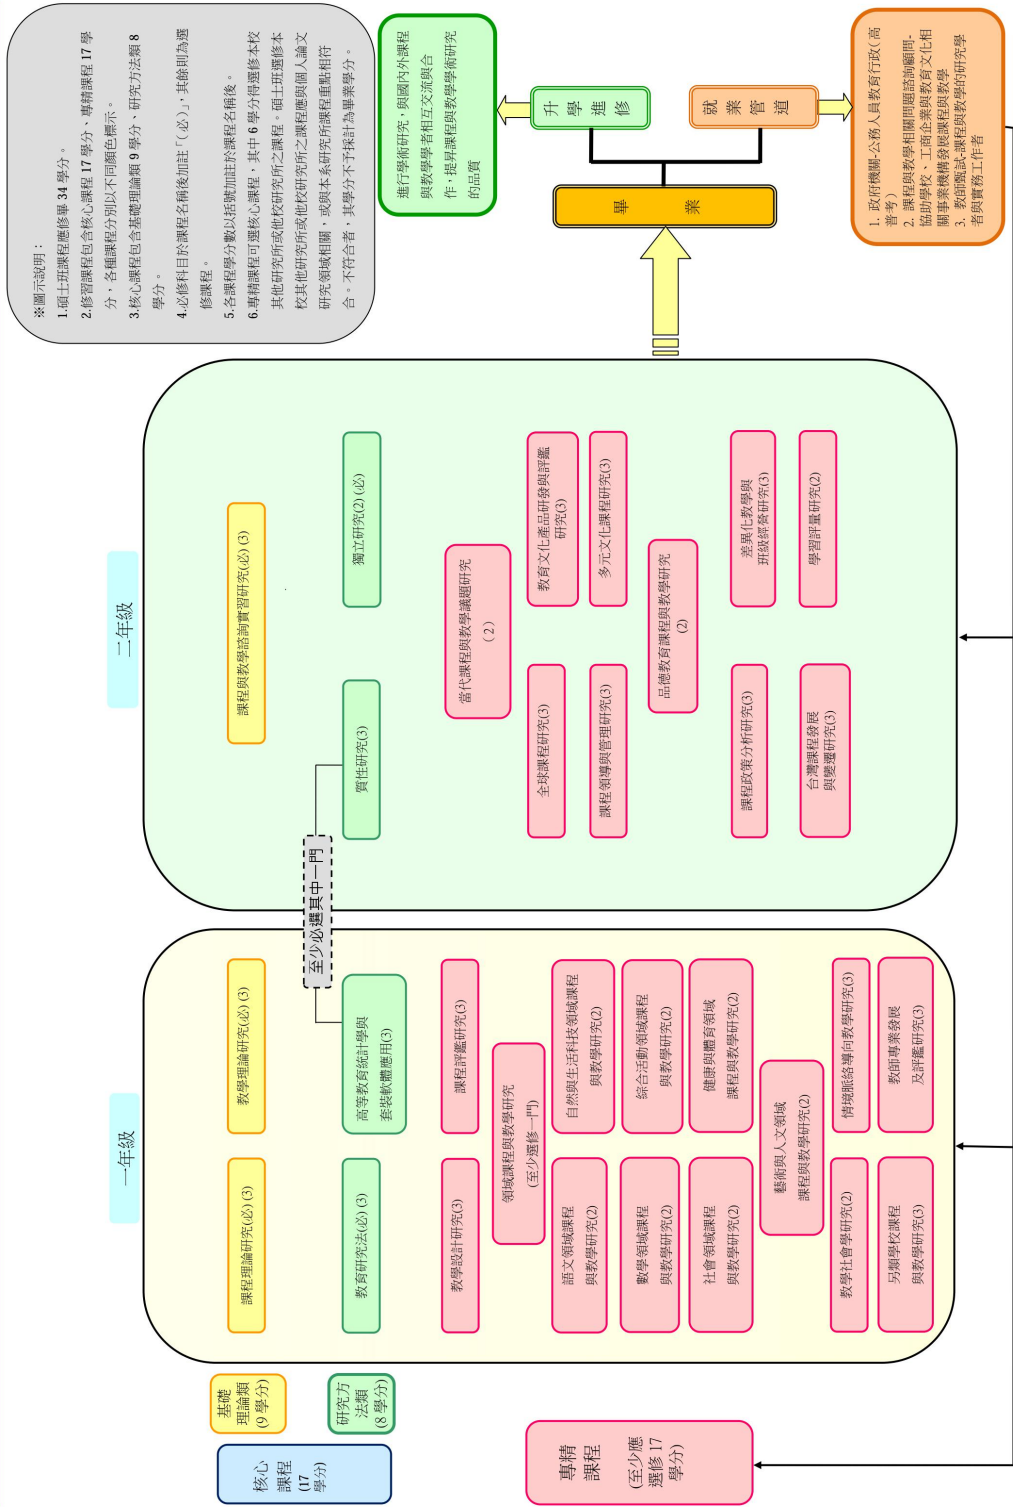 ※圖示說明：
1.碩士班課程應修畢 34 學分。
2.修習課程包含核心課程 17 學分、專精課程 17 學
分，各種課程分別以不同顏色標示。
3.核心課程包含基礎理論類 9 學分、研究方法類 8
學分。
4.必修科目於課程名稱後加註「（必）」，其餘則為選
修課程。
5.各課程學分數以括號加註於課程名稱後。
6.專精課程可選核心課程，其中 6 學分得選修本校
其他研究所或他校研究所之課程。碩士班選修本
校其他研究所或他校研究所之課程應與個人論文
研究領域相關，或與本系研究所課程重點相符
合。不符合者，其學分不予採計為畢業學分。
一年級
二年級
核心
課程
(17
學分)
基礎
理論類
(9 學分)
課程理論研究(必) (3)
教學理論研究(必) (3)
課程與教學諮詢實習研究(必) (3)
研究方
法類
(8 學分)
教育研究法(必) (3)
高等教育統計學與
套裝軟體應用(3)
至少必選其中一門
質性研究(3)
獨立研究(2) (必)
專精
課程
(至少應
選修 17
學分)
教學設計研究(3)
課程評鑑研究(3)
領域課程與教學研究
(至少選修一門)
語文領域課程
與教學研究(2)
自然與生活科技領域課程
與教學研究(2)
數學領域課程
與教學研究(2)
綜合活動領域課程
與教學研究(2)
社會領域課程
與教學研究(2)
健康與體育領域
課程與教學研究(2)
藝術與人文領域
課程與教學研究(2)
教學社會學研究(2)
情境脈絡導向教學研究(3)
另類學校課程
與教學研究(3)
教師專業發展
及評鑑研究(3)
當代課程與教學議題研究
（2）
全球課程研究(3)
教育文化產品研發與評鑑
研究(3)
課程領導與管理研究(3)
多元文化課程研究(3)
品德教育課程與教學研究
(2)
課程政策分析研究(3)
差異化教學與
班級經營研究(3)
台灣課程發展
與變遷研究(3)
學習評量研究(2)
畢業
升學
進修
就業
管道
進行學術研究，與國內外課程
與教學學者相互交流與合
作，提昇課程與教學學術研究
的品質
1. 政府機關-公務人員教育行政(高
普考)
2. 課程與教學相關問題諮詢顧問-
協助學校、工商企業與教育文化相
關事業機構發展課程與教學
3. 教師甄試-課程與教學的研究學
者與實務工作者